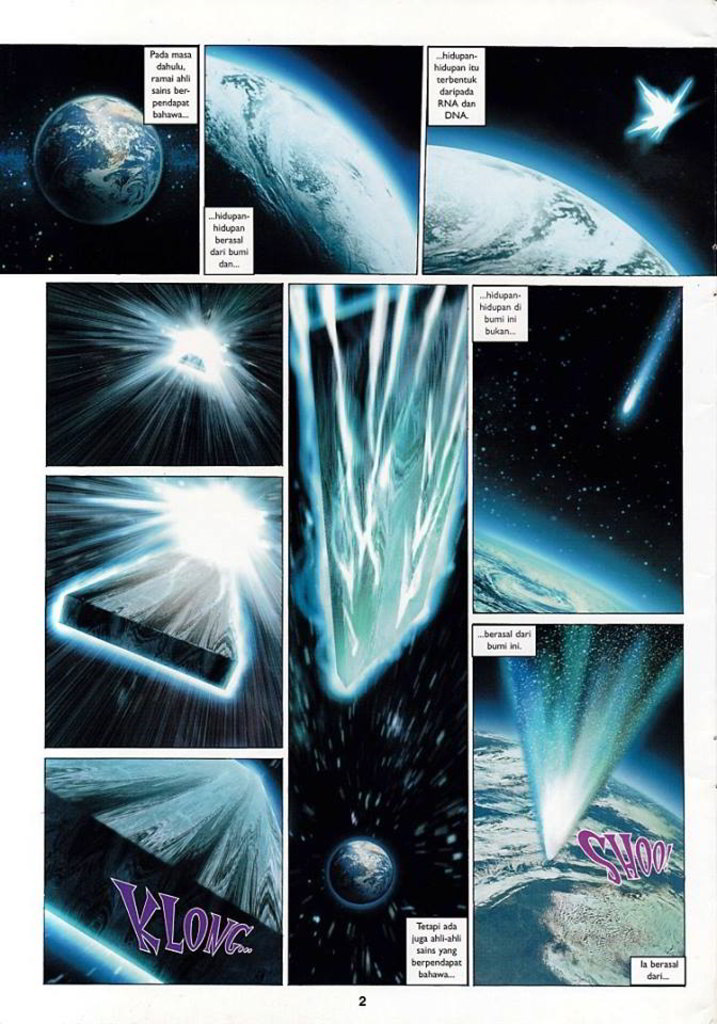 Pada masa
dahulu,
ramai ahli
sains ber-
pendapat
bahawa...
...hidupan-
hidupan
berasal
dari bumi
dan...
...hidupan-
hidupan itu
terbentuk
daripada
RNA dan
DNA.
KLONG...
Tetapi ada
juga ahli-ahli
sains yang
berpendapat
bahawa...
...hidupan-
hidupan di
bumi ini
bukan...
...berasal dari
bumi ini.
SHOO!
Ia berasal
dari...
2